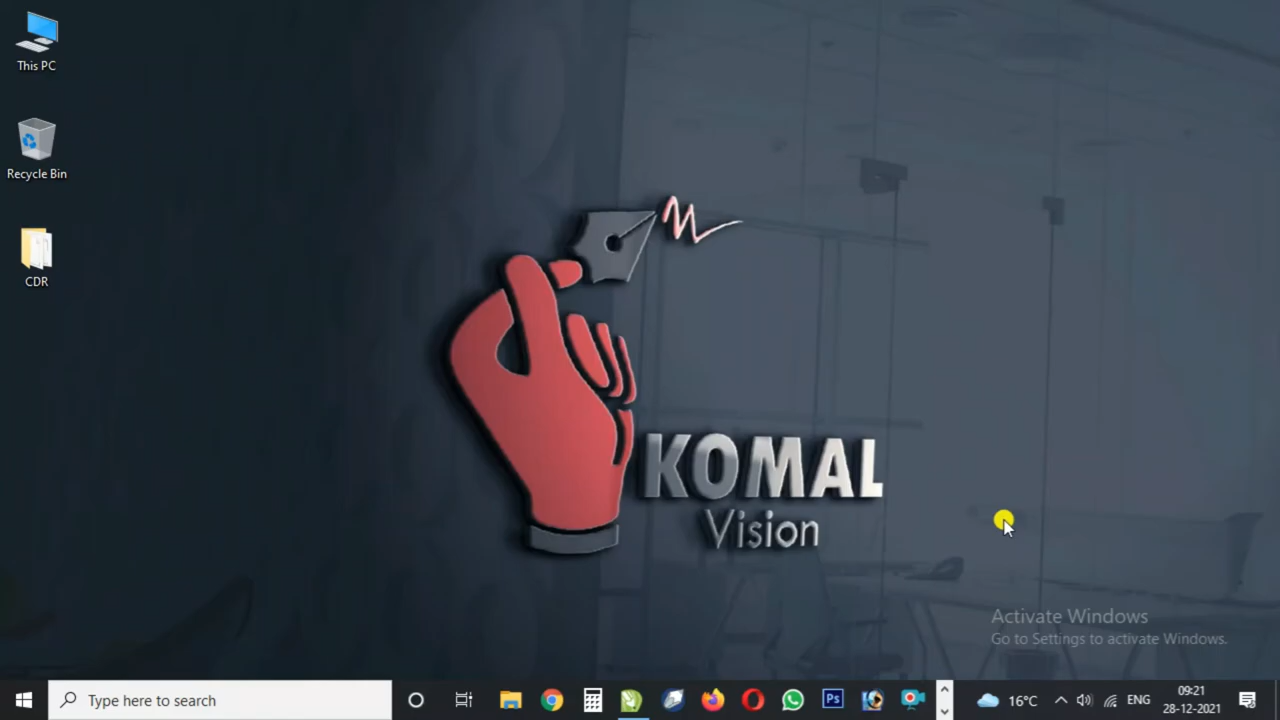 This PC
Recycle Bin
CDR
KOMAL
Vision
Activate Windows
Go to Settings to activate Windows.
Type here to search
Ps
16°C
ENG
09:21
28-12-2021